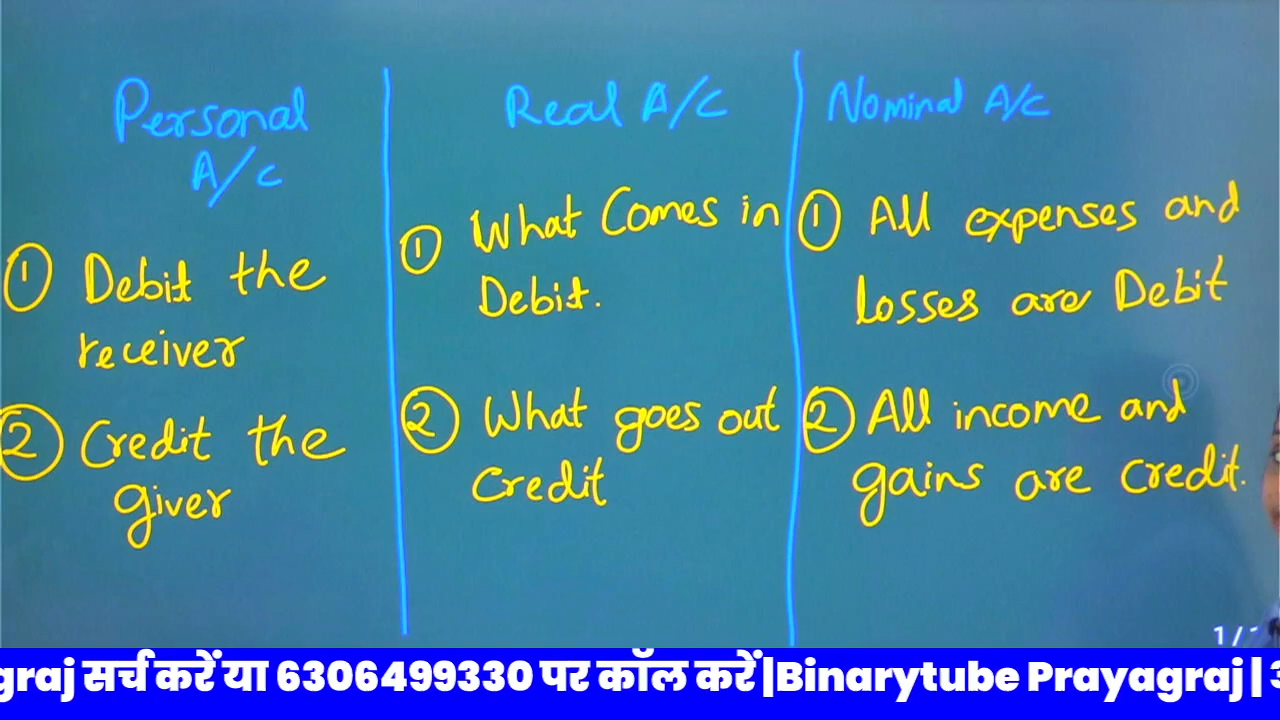 Personal
A/c
① Debit the
receiver
② Credit the
giver
Real A/C
① What Comes in
Debit.
② What goes out
Credit
Nominal A/C
① All expenses and
losses are Debit
② All income and
gains are credit.
1/
graj सर्च करें या 6306499330 पर कॉल करें|Binarytube Prayagraj |